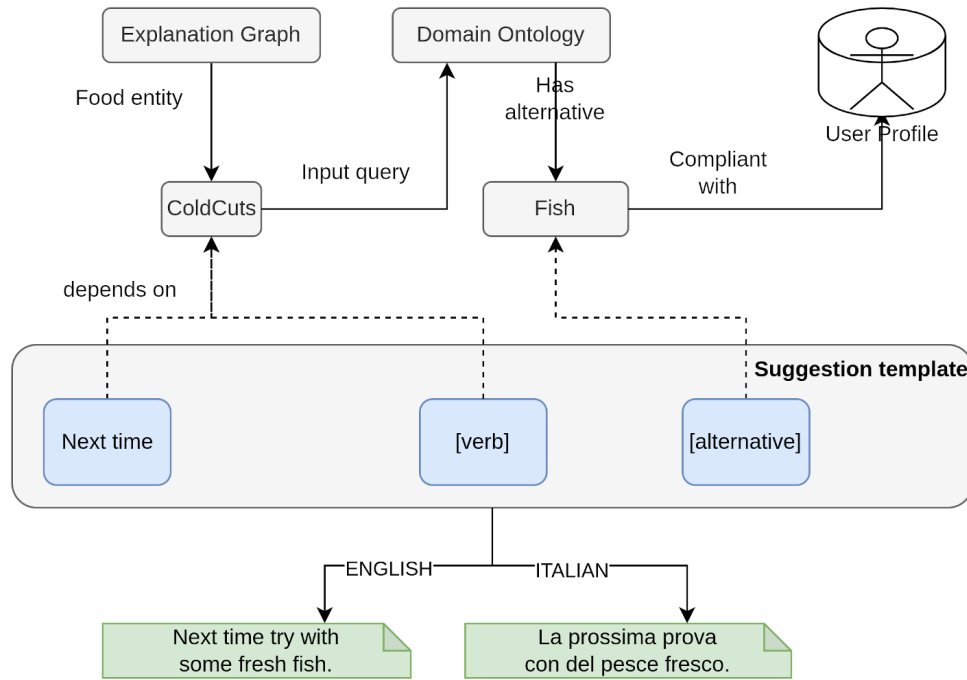 Explanation Graph
Domain Ontology
Food entity
Has
alternative
User Profile
Compliant
with
Input query
ColdCuts
Fish
depends on
Suggestion template
Next time
[verb]
[alternative]
ENGLISH
ITALIAN
Next time try with
some fresh fish.
La prossima prova
con del pesce fresco.